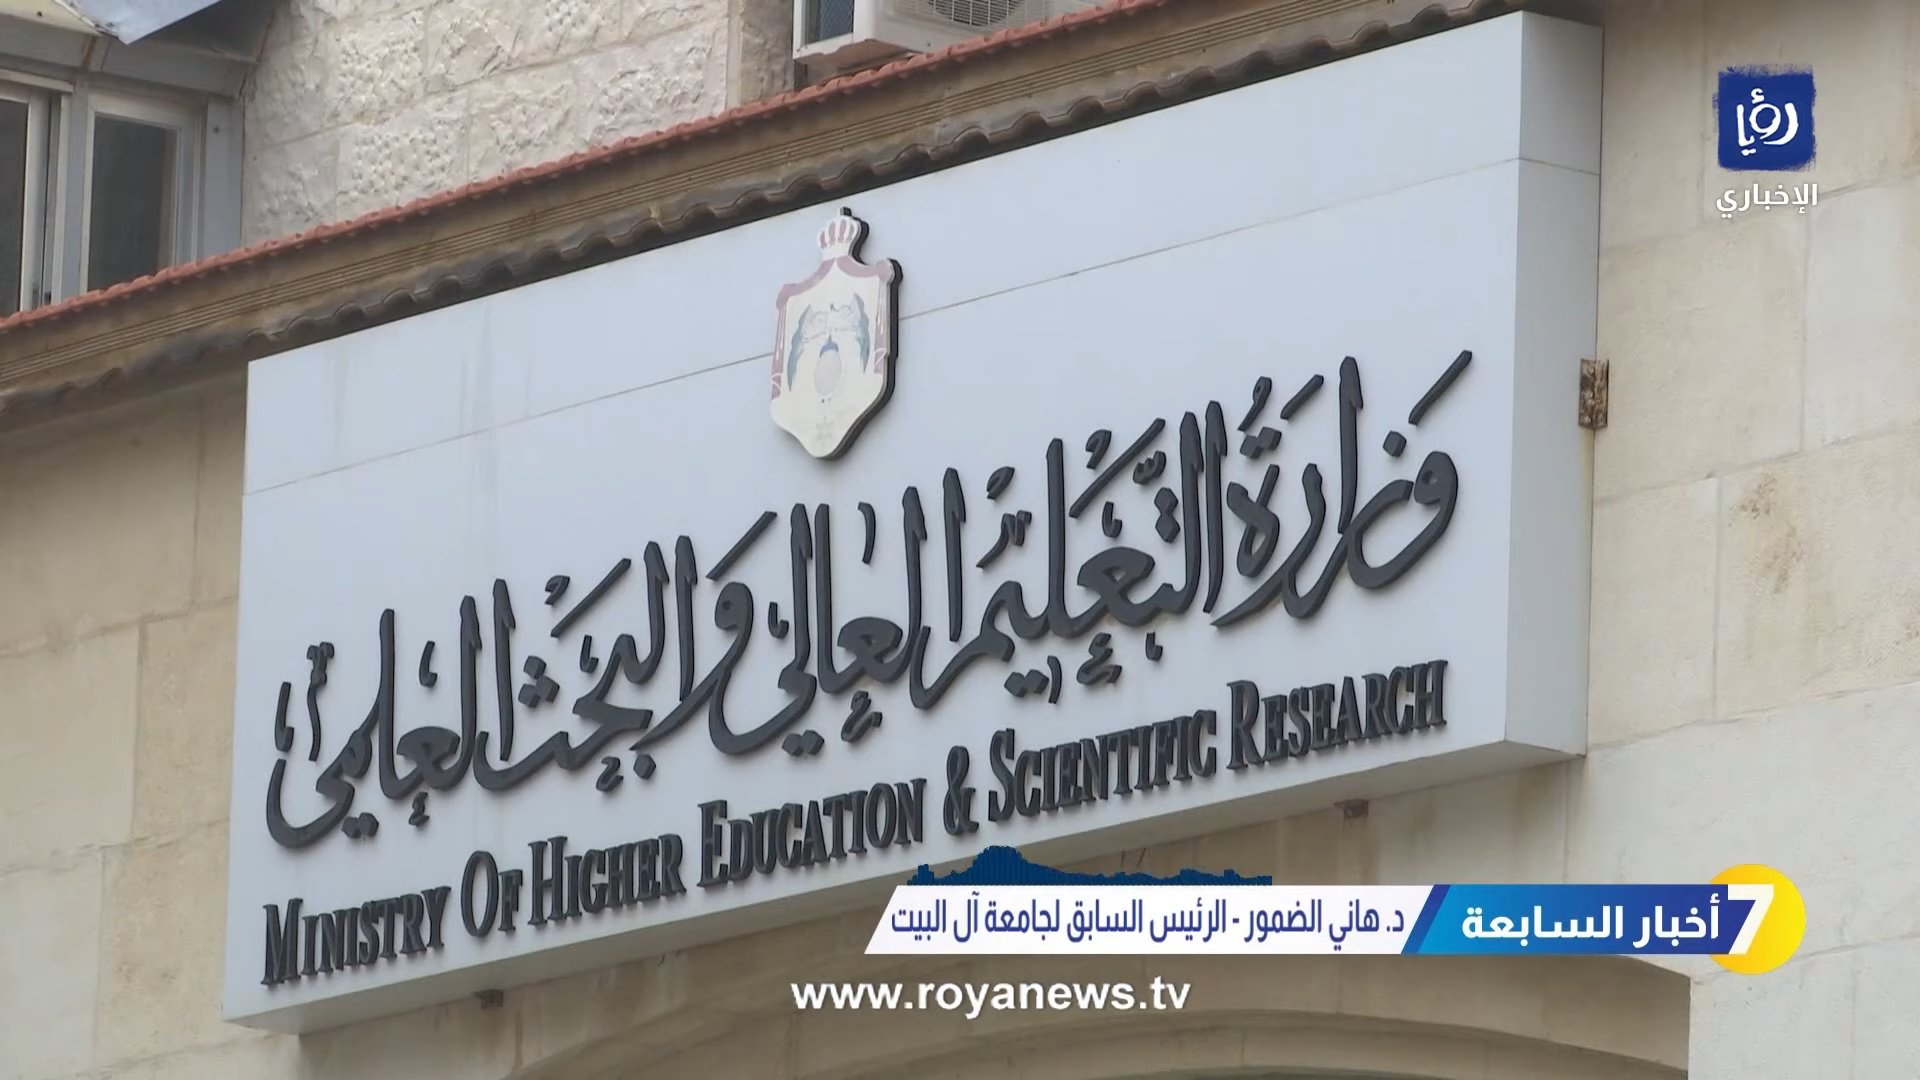 رؤيا
الإخباري
وزارة التعليم العالي والبحث العلمي
MINISTRY OF HIGHER EDUCATION & SCIENTIFIC RESEARCH
أخبار السابعة 7
د. هاني الضمور - الرئيس السابق لجامعة آل البيت
www.royanews.tv